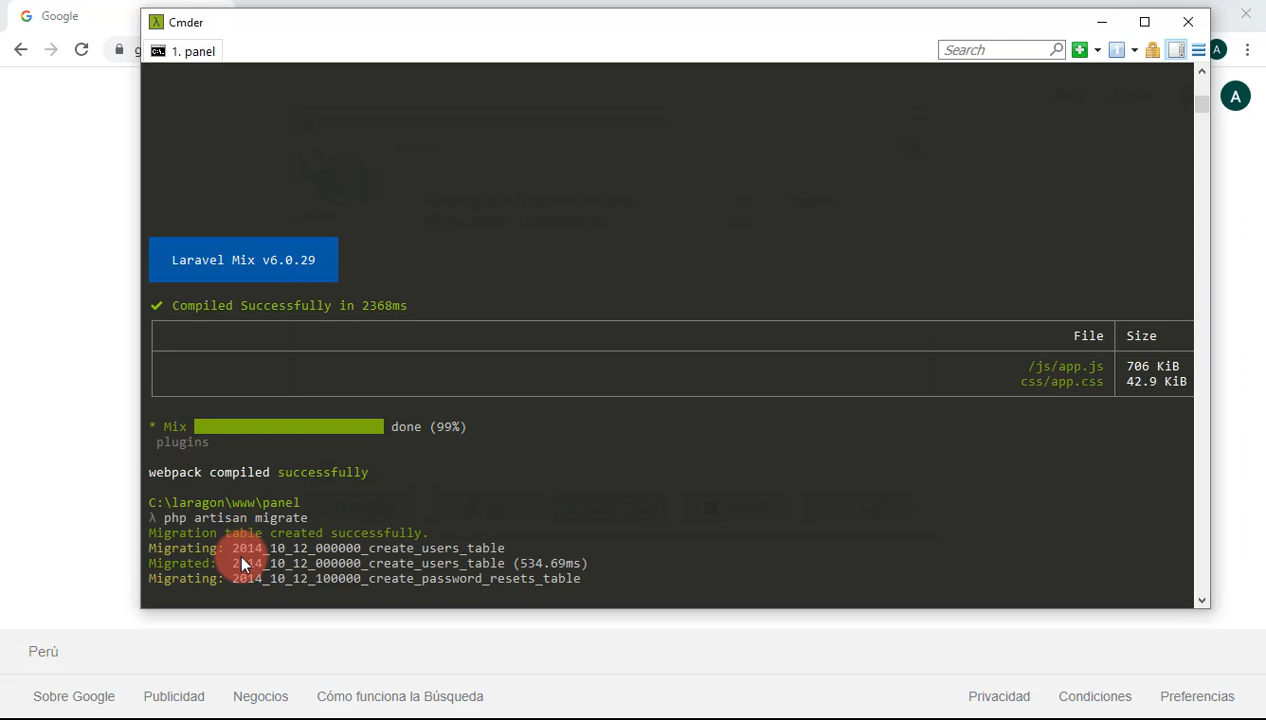 Google
Cmder
1. panel
Search
g
A
A
Laravel Mix v6.0.29
✔ Compiled Successfully in 2368ms
File Size
/js/app.js 706 KiB
css/app.css 42.9 KiB
* Mix done (99%)
plugins
webpack compiled successfully
C:\laragon\www\panel
λ php artisan migrate
Migration table created successfully.
Migrating: 2014_10_12_000000_create_users_table
Migrated: 2014_10_12_000000_create_users_table (534.69ms)
Migrating: 2014_10_12_100000_create_password_resets_table
Perú
Sobre Google Publicidad Negocios Cómo funciona la Búsqueda Privacidad Condiciones Preferencias